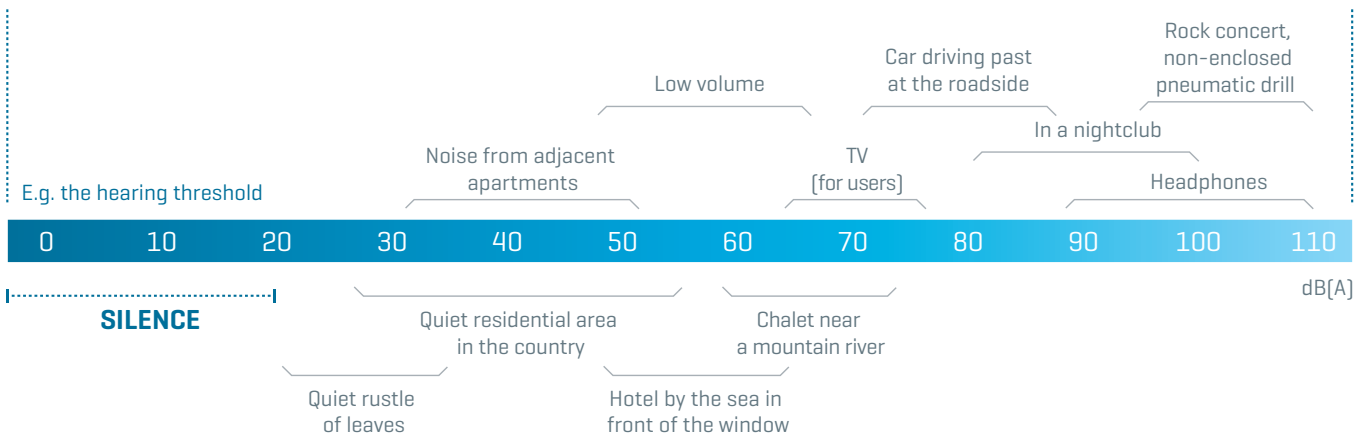 Rock concert,
non-enclosed
pneumatic drill
Car driving past
at the roadside
Low volume
In a nightclub
Noise from adjacent
apartments
TV
(for users)
Headphones
E.g. the hearing threshold
0 10 20 30 40 50 60 70 80 90 100 110
dB(A)
SILENCE
Quiet residential area
in the country
Chalet near
a mountain river
Quiet rustle
of leaves
Hotel by the sea in
front of the window